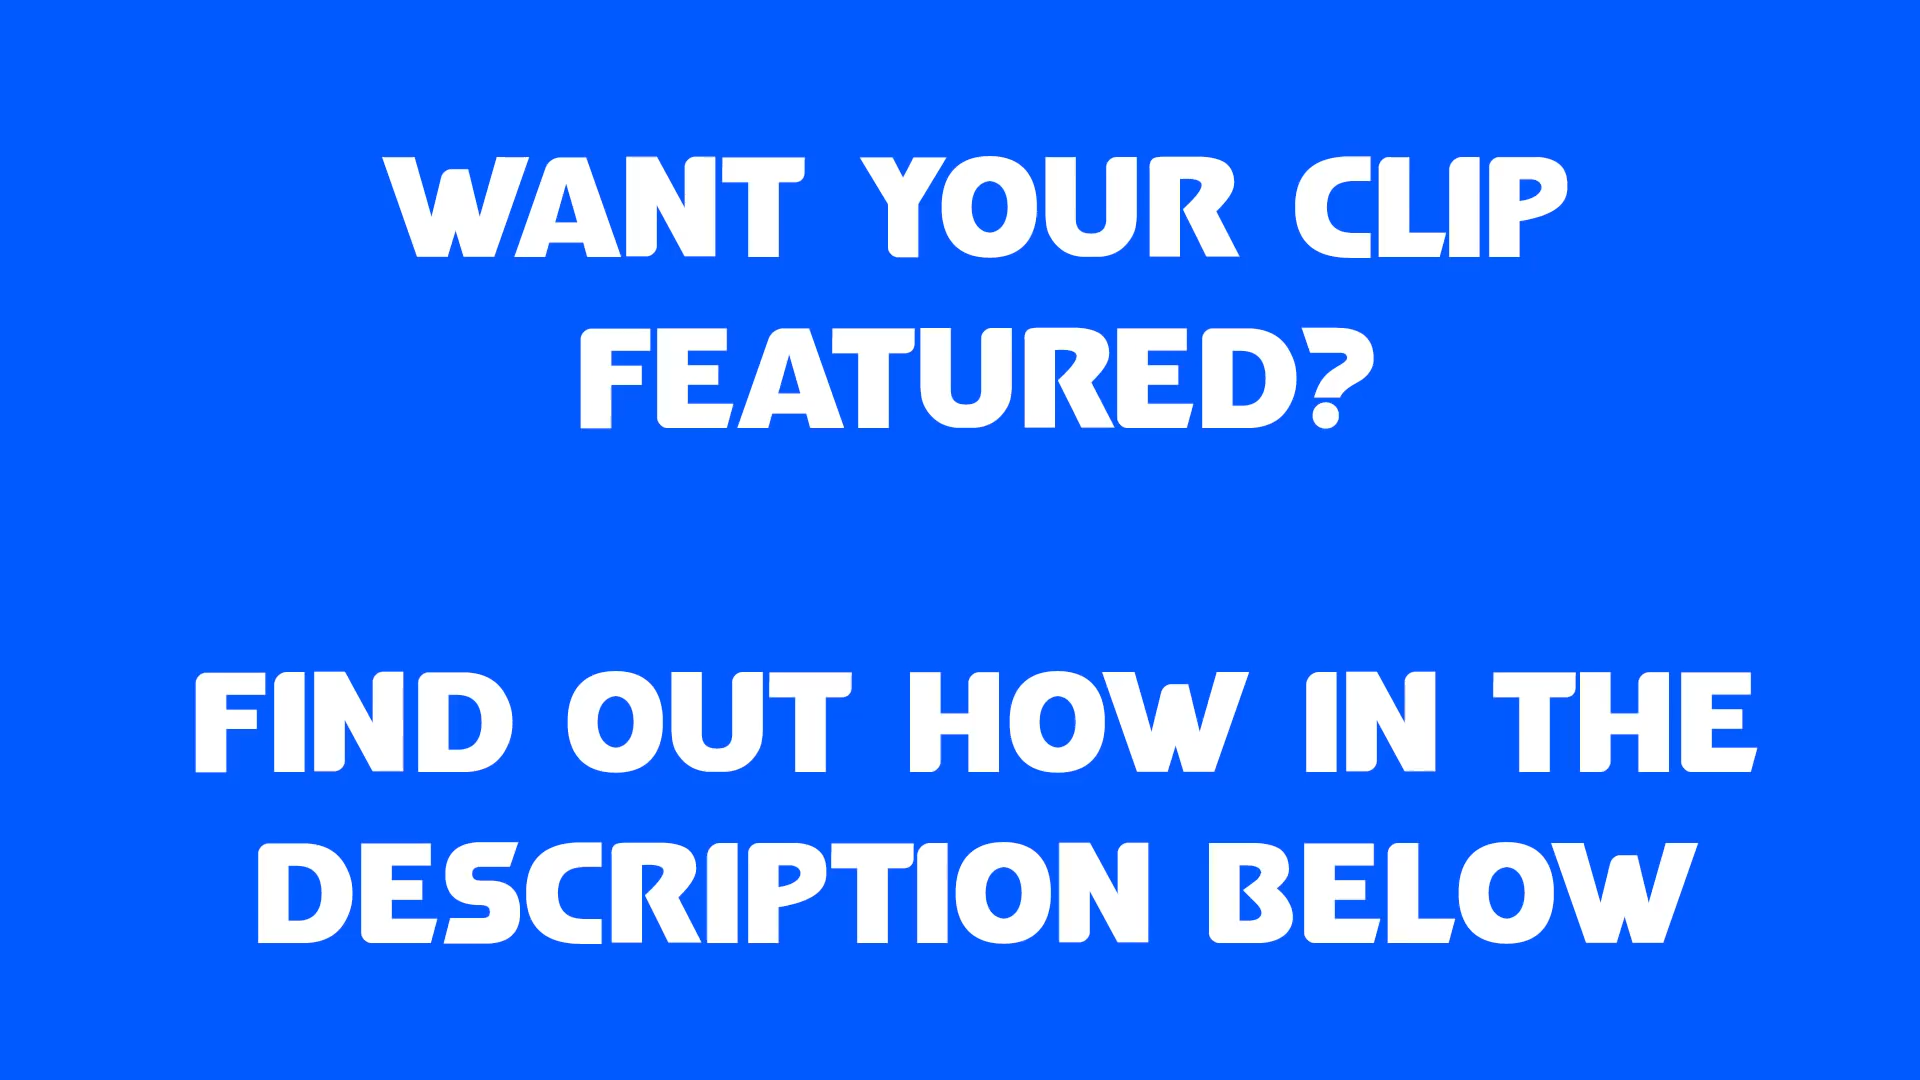 WANT YOUR CLIP
FEATURED?
FIND OUT HOW IN THE
DESCRIPTION BELOW